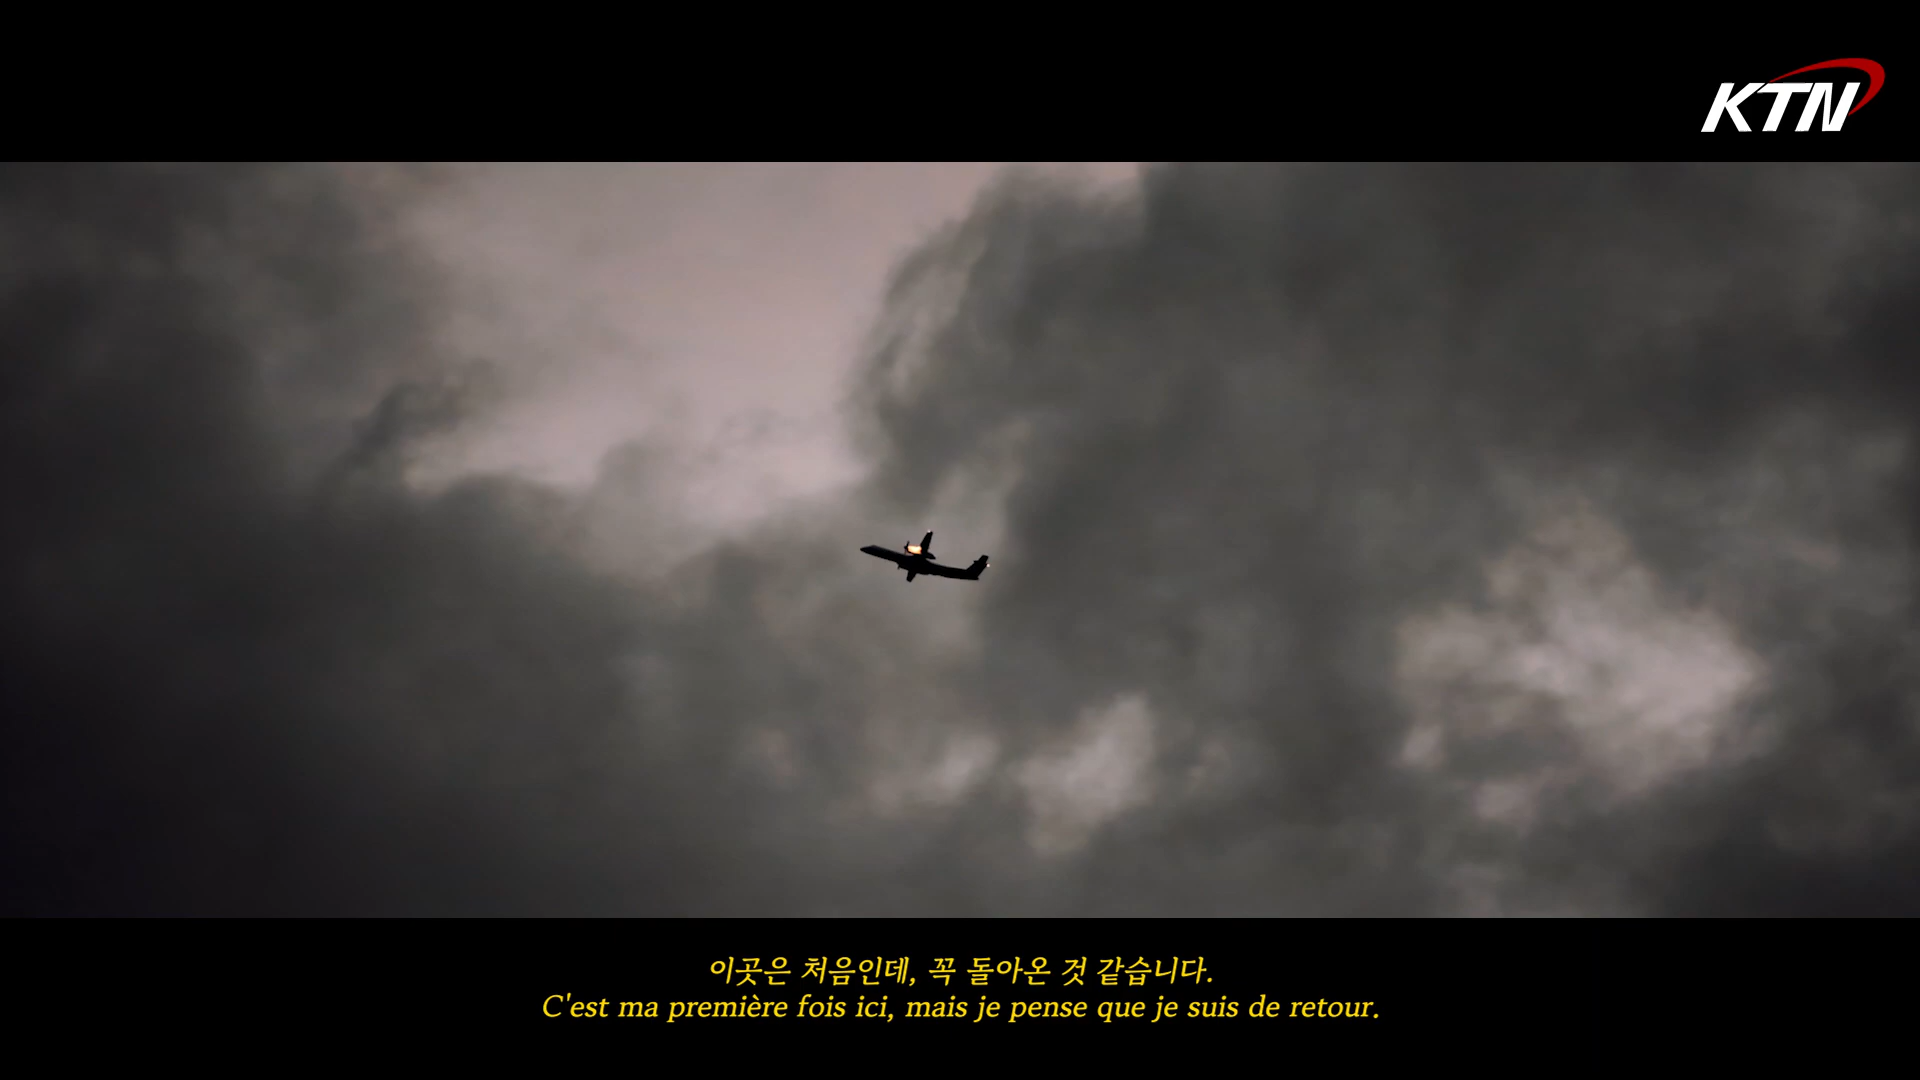 KTN
이곳은 처음인데, 꼭 돌아온 것 같습니다.
C'est ma première fois ici, mais je pense que je suis de retour.